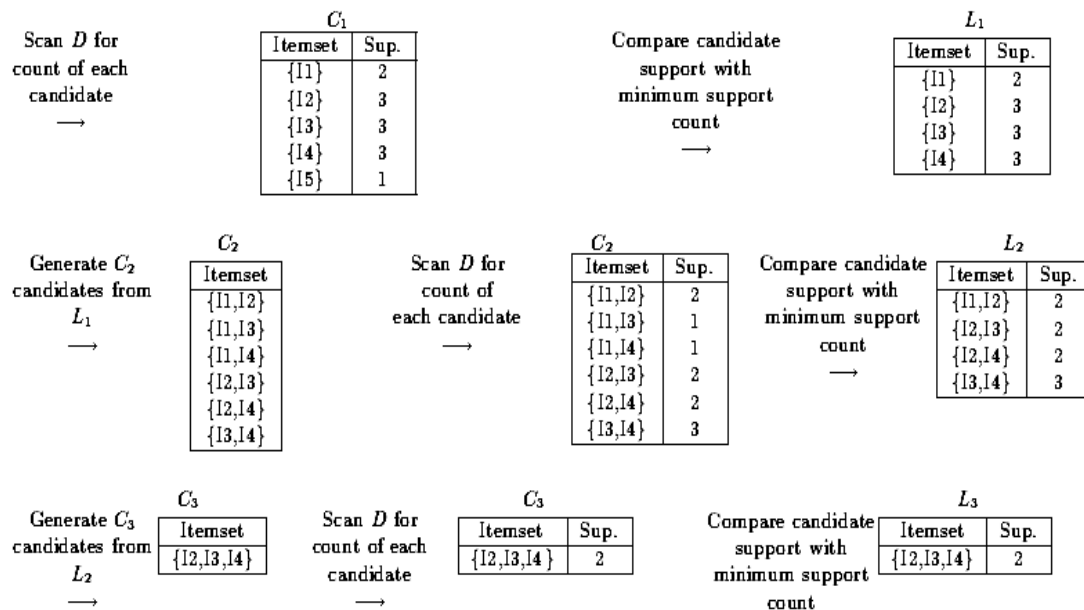 Scan D for
count of each
candidate
⟶
C₁
Itemset Sup.
{I1} 2
{I2} 3
{I3} 3
{I4} 3
{I5} 1
Compare candidate
support with
minimum support
count
⟶
L₁
Itemset Sup.
{I1} 2
{I2} 3
{I3} 3
{I4} 3
Generate C₂
candidates from
L₁
⟶
C₂
Itemset
{I1,I2}
{I1,I3}
{I1,I4}
{I2,I3}
{I2,I4}
{I3,I4}
Scan D for
count of
each candidate
⟶
C₂
Itemset Sup.
{I1,I2} 2
{I1,I3} 1
{I1,I4} 1
{I2,I3} 2
{I2,I4} 2
{I3,I4} 3
Compare candidate
support with
minimum support
count
⟶
L₂
Itemset Sup.
{I1,I2} 2
{I2,I3} 2
{I2,I4} 2
{I3,I4} 3
Generate C₃
candidates from
L₂
⟶
C₃
Itemset
{I2,I3,I4}
Scan D for
count of each
candidate
⟶
C₃
Itemset Sup.
{I2,I3,I4} 2
Compare candidate
support with
minimum support
count
⟶
L₃
Itemset Sup.
{I2,I3,I4} 2